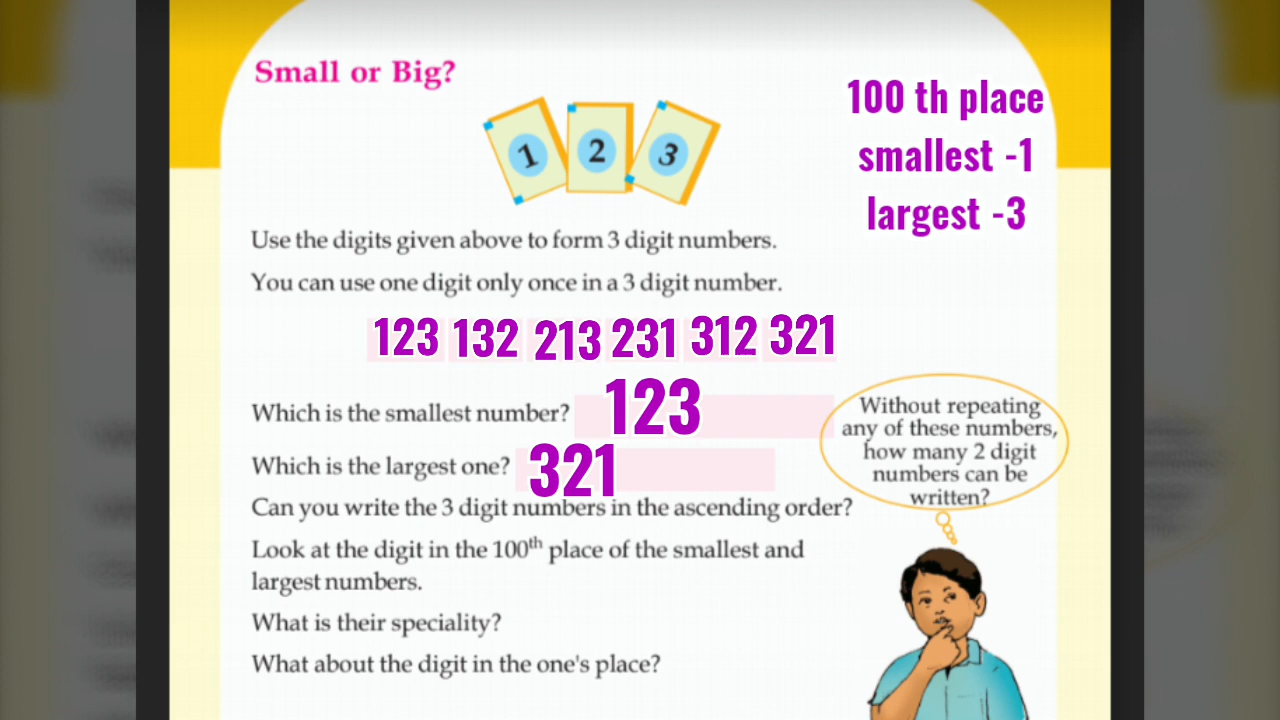 Small or Big?
100 th place
smallest -1
largest -3
1 2 3
Use the digits given above to form 3 digit numbers.
You can use one digit only once in a 3 digit number.
123 132 213 231 312 321
Which is the smallest number? 123
Which is the largest one? 321
Can you write the 3 digit numbers in the ascending order?
Look at the digit in the 100th place of the smallest and
largest numbers.
What is their speciality?
What about the digit in the one's place?
Without repeating
any of these numbers,
how many 2 digit
numbers can be
written?